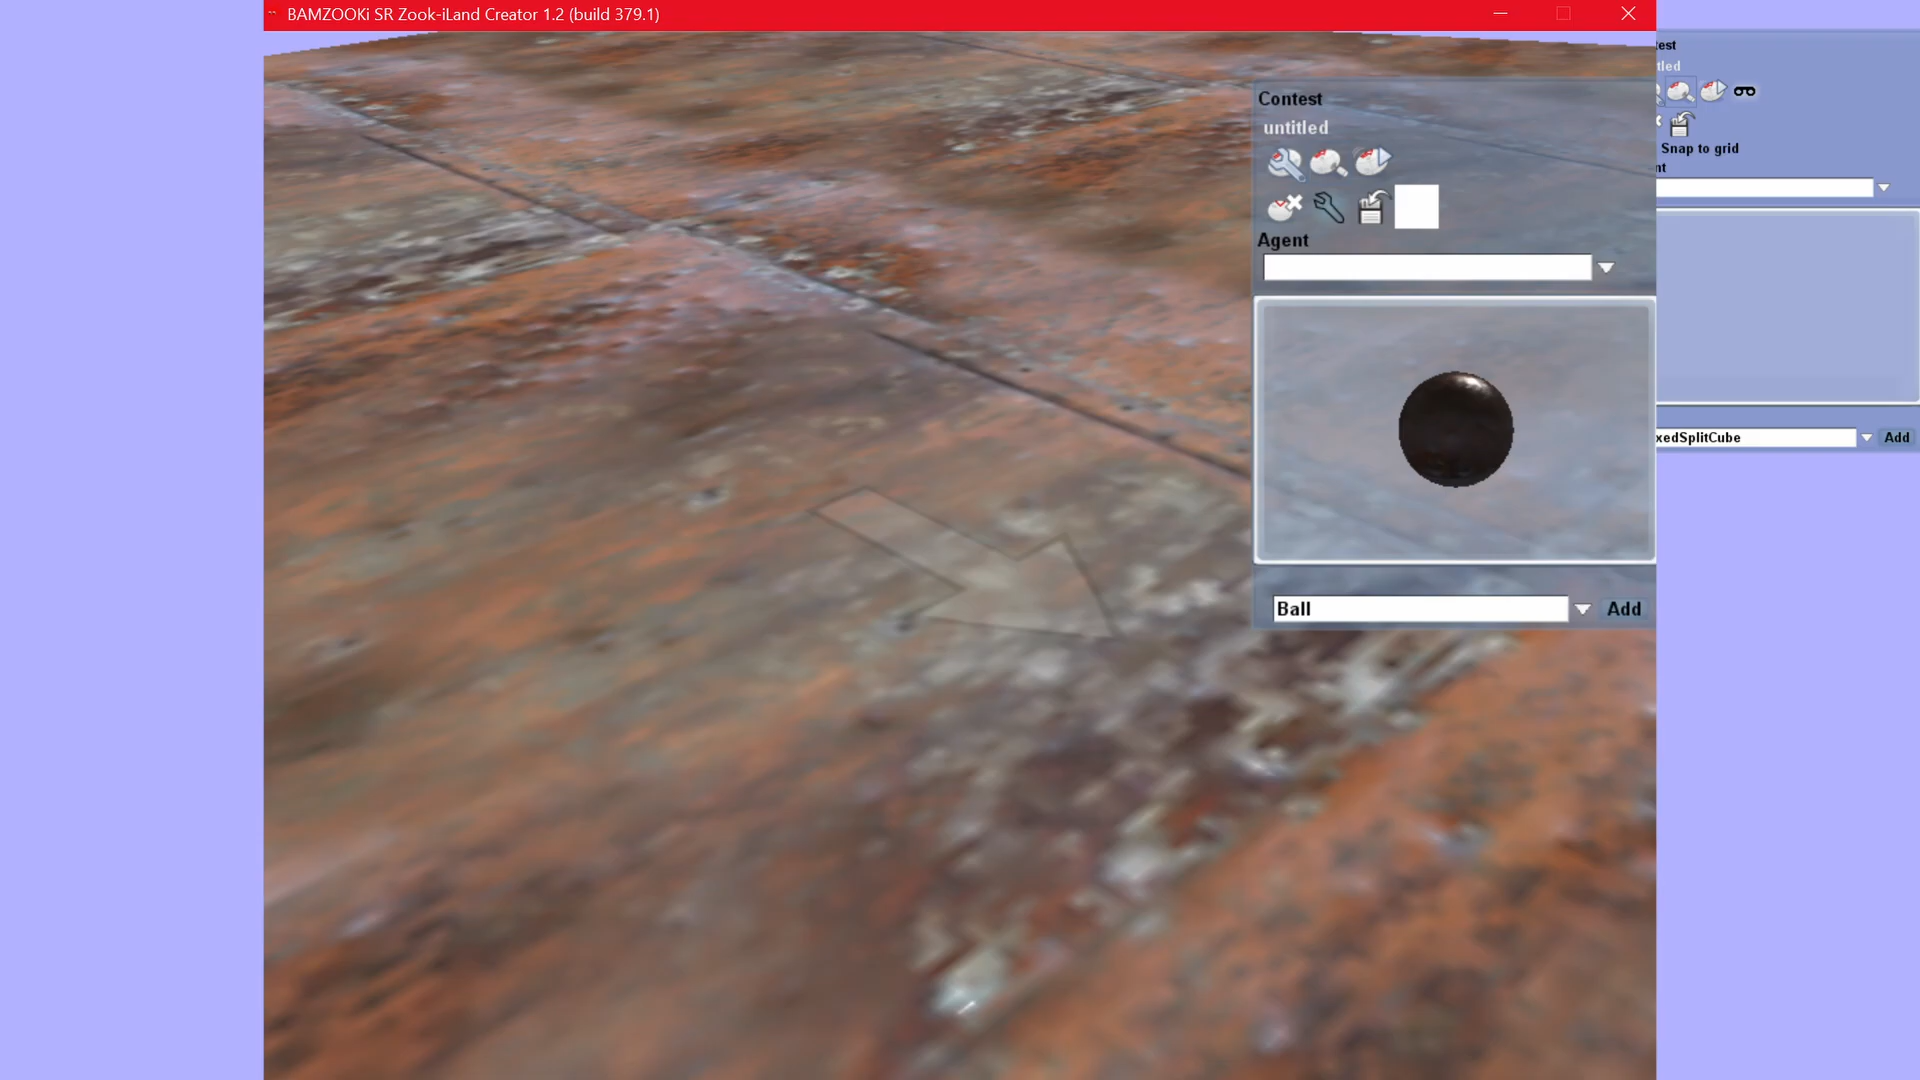 BAMZOOKi SR Zook-iLand Creator 1.2 (build 379.1)
Contest
untitled
Agent
Ball
Add
Snap to grid
Add